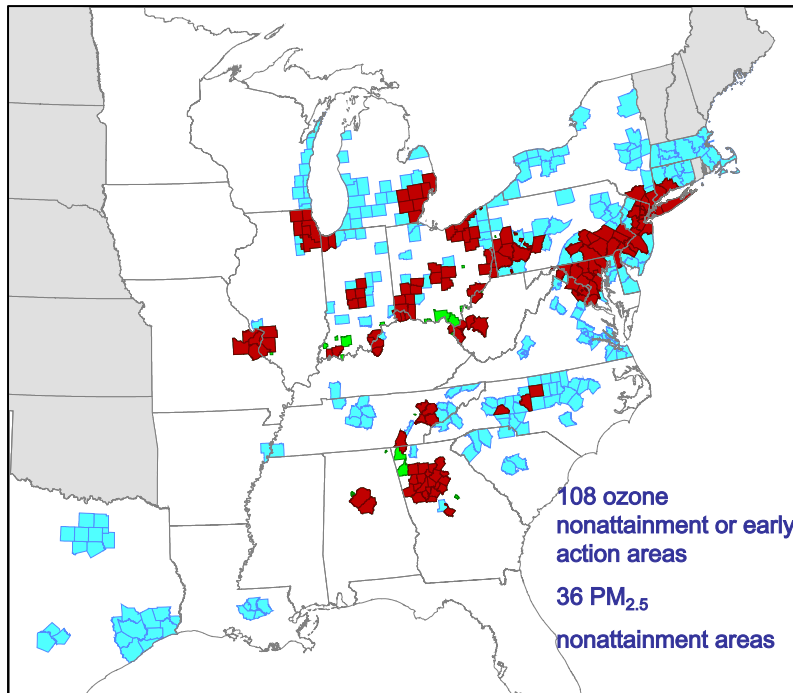 108 ozone
nonattainment or early
action areas
36 PM2.5
nonattainment areas